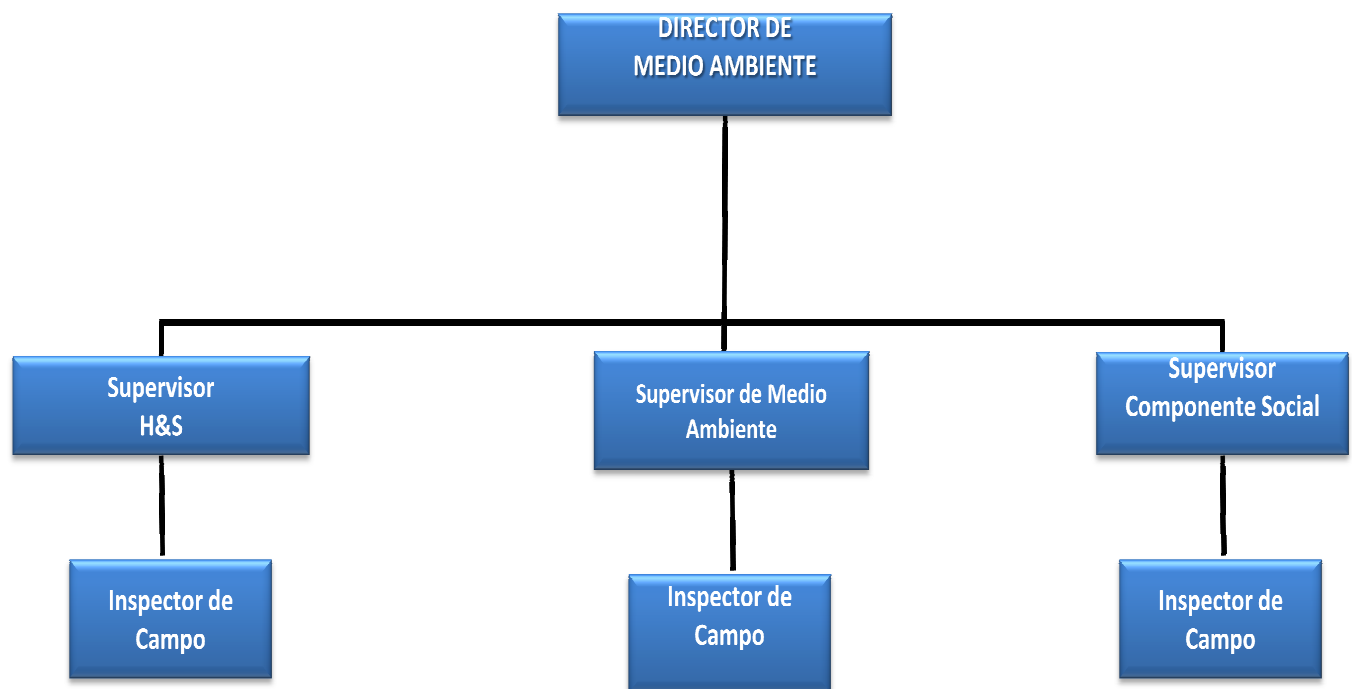 DIRECTOR DE
MEDIO AMBIENTE
Supervisor
H&S
Supervisor de Medio
Ambiente
Supervisor
Componente Social
Inspector de
Campo
Inspector de
Campo
Inspector de
Campo